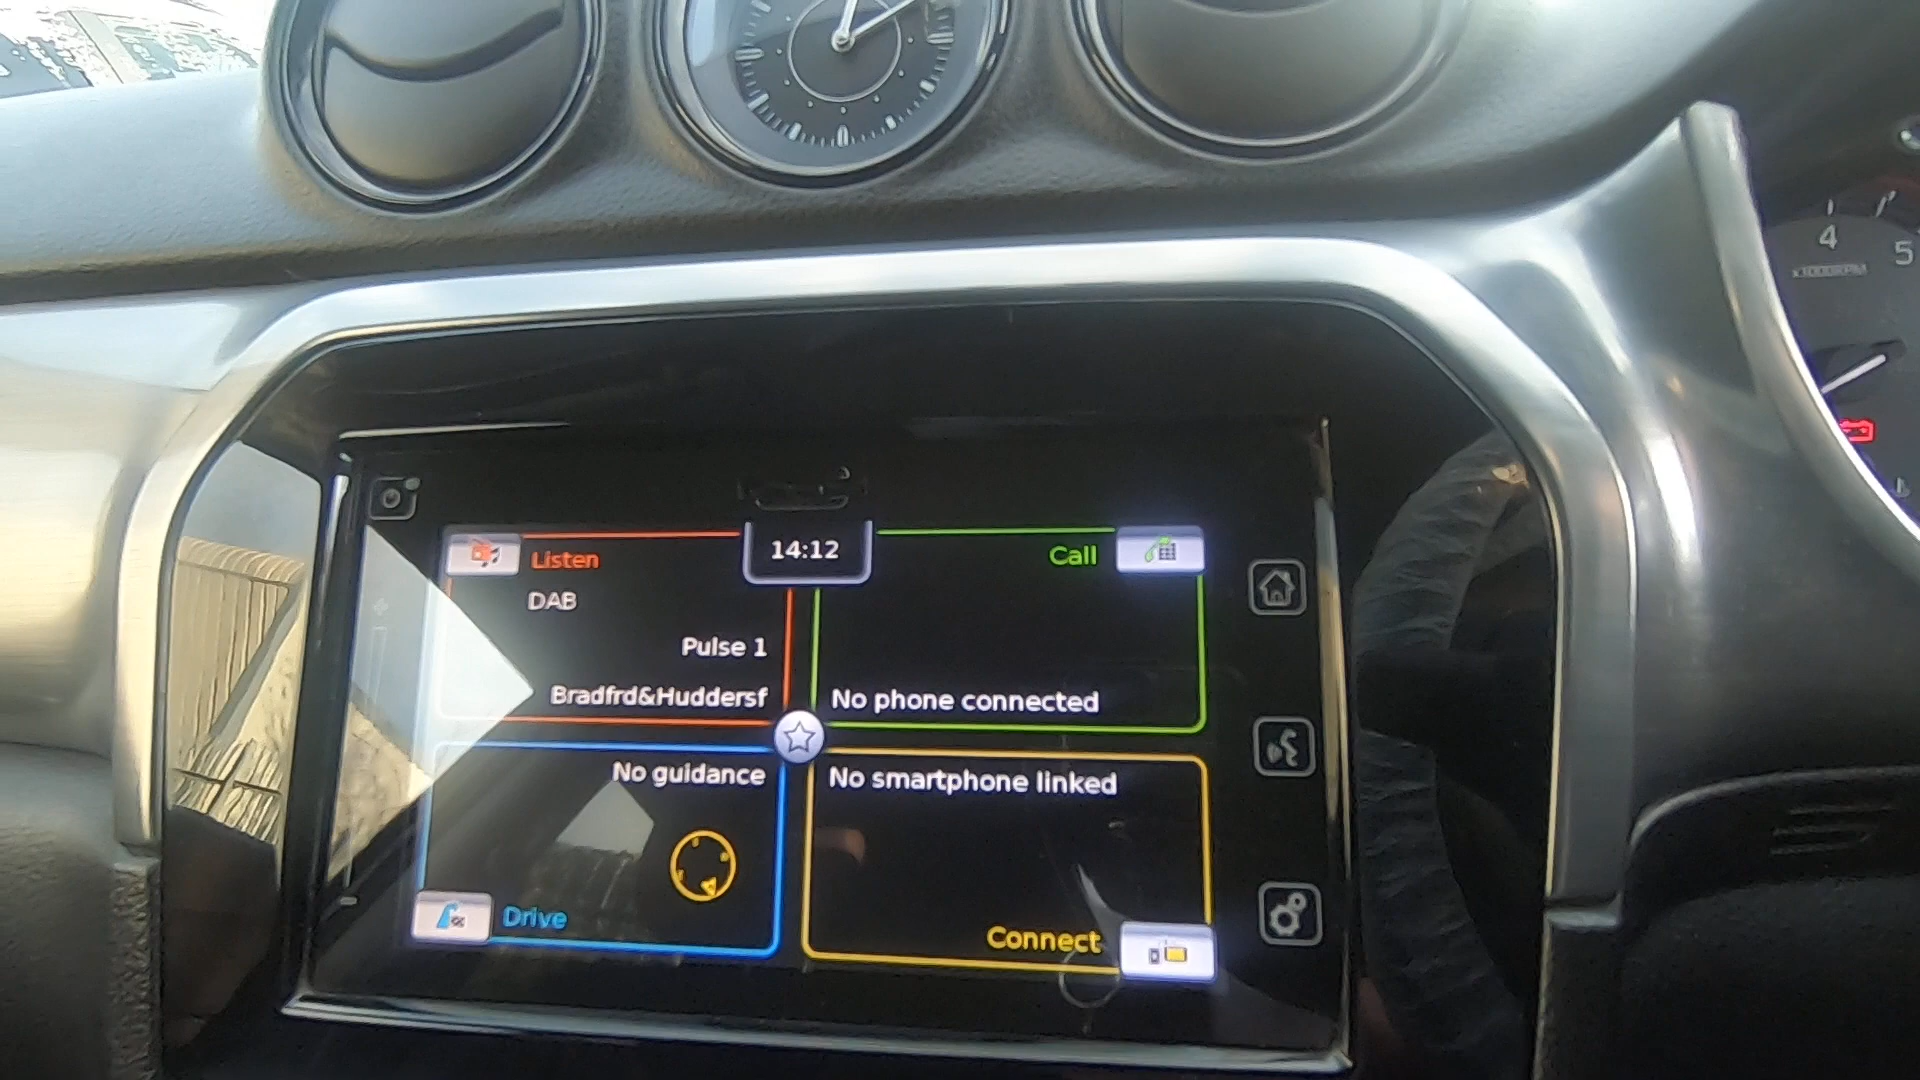 4
5
x1000RPM
14:12
Listen
Call
DAB
Pulse 1
Bradfrd&Huddersf
No phone connected
No guidance
No smartphone linked
Drive
Connect